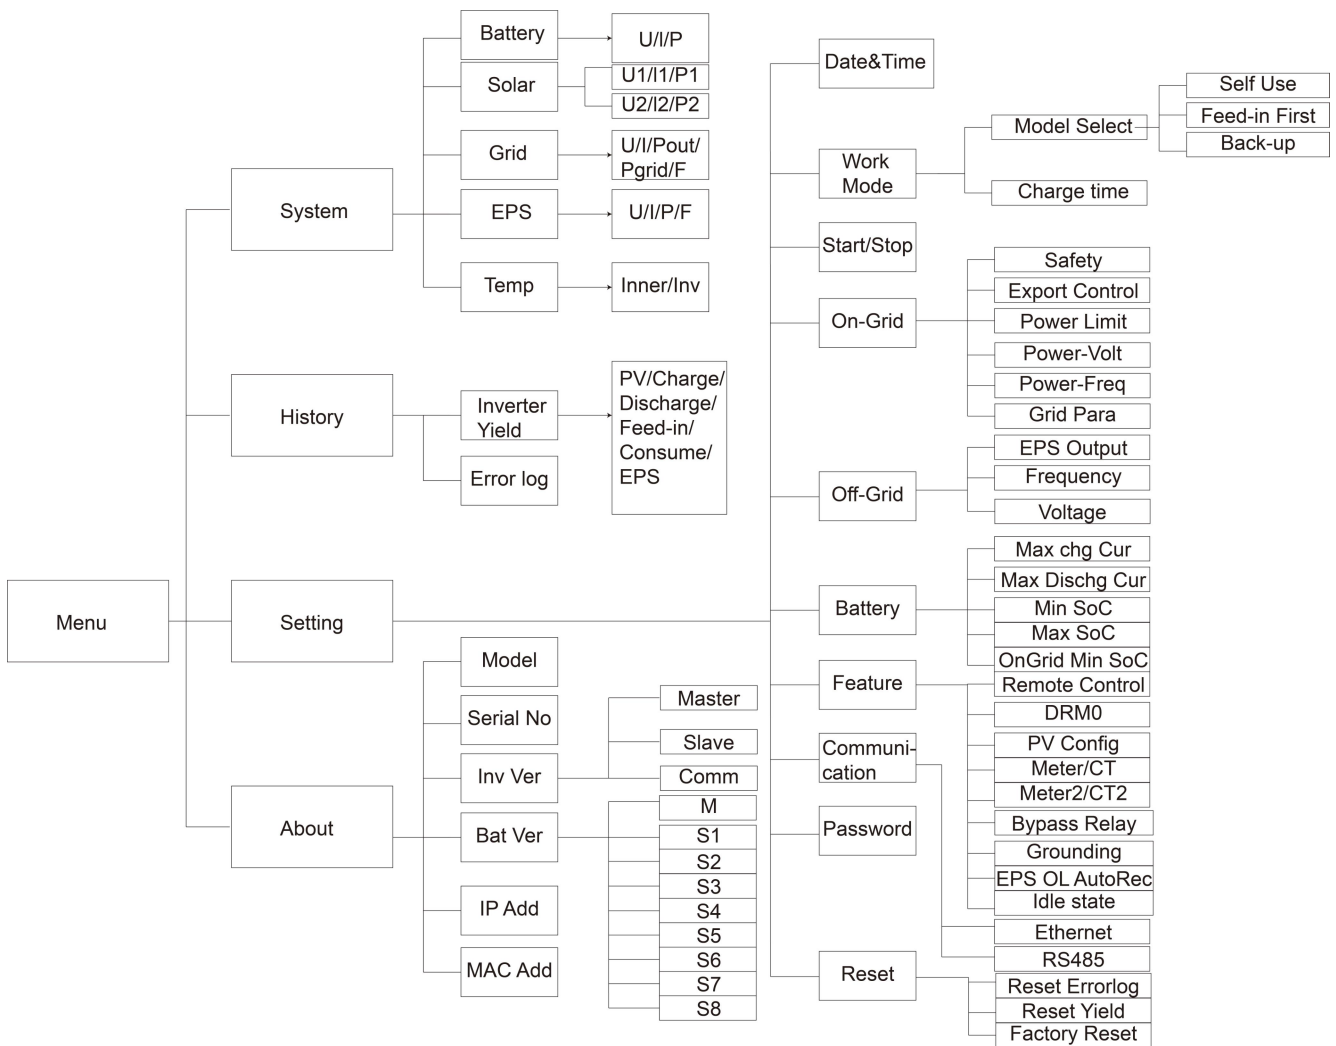 Menu
System
Battery
U/I/P
Solar
U1/I1/P1
U2/I2/P2
Grid
U/I/Pout/
Pgrid/F
EPS
U/I/P/F
Temp
Inner/Inv
History
Inverter
Yield
PV/Charge/
Discharge/
Feed-in/
Consume/
EPS
Error log
Setting
Date&Time
Work
Mode
Model Select
Self Use
Feed-in First
Back-up
Charge time
Start/Stop
On-Grid
Safety
Export Control
Power Limit
Power-Volt
Power-Freq
Grid Para
Off-Grid
EPS Output
Frequency
Voltage
Battery
Max chg Cur
Max Dischg Cur
Min SoC
Max SoC
OnGrid Min SoC
Feature
Remote Control
DRM0
PV Config
Meter/CT
Meter2/CT2
Bypass Relay
Grounding
EPS OL AutoRec
Idle state
Communi-
cation
Ethernet
RS485
Password
Reset
Reset Errorlog
Reset Yield
Factory Reset
About
Model
Serial No
Inv Ver
Master
Slave
Comm
Bat Ver
M
S1
S2
S3
S4
S5
S6
S7
S8
IP Add
MAC Add